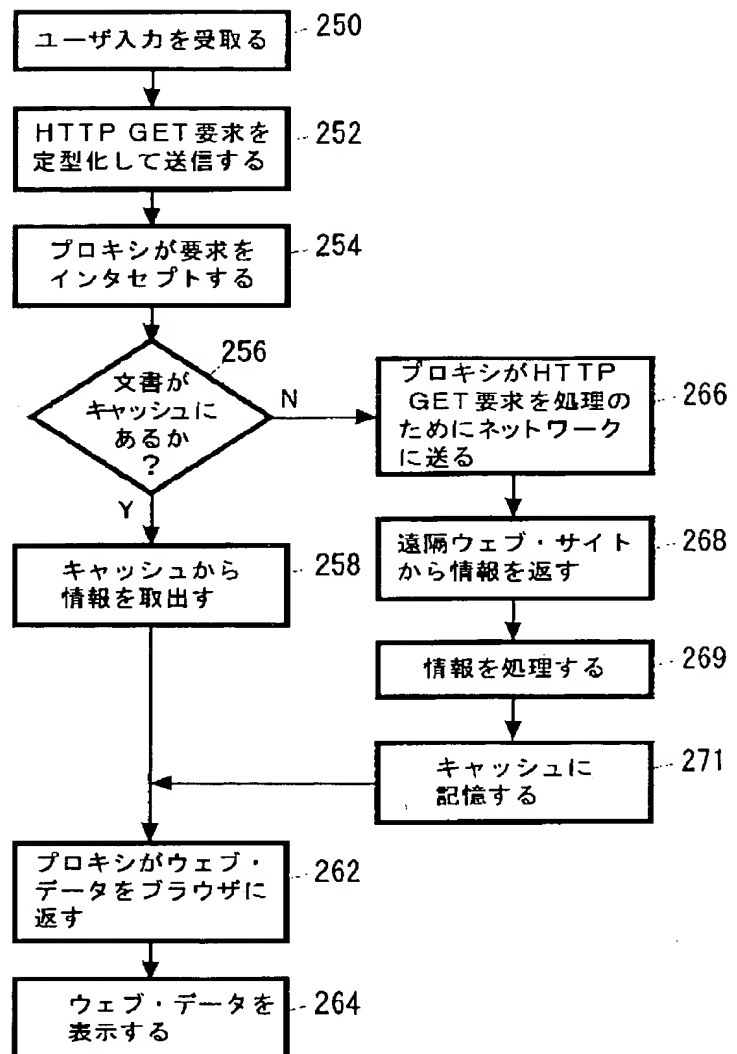 ユーザ入力を受取る
250
HTTP GET要求を
定型化して送信する
252
プロキシが要求を
インタセプトする
254
256
文書が
キャッシュに
あるか
?
N
Y
プロキシがHTTP
GET要求を処理の
ためにネットワーク
に送る
266
キャッシュから
情報を取出す
258
遠隔ウェブ・サイト
から情報を返す
268
情報を処理する
269
キャッシュに
記憶する
271
プロキシがウェブ・
データをブラウザに
返す
262
ウェブ・データを
表示する
264